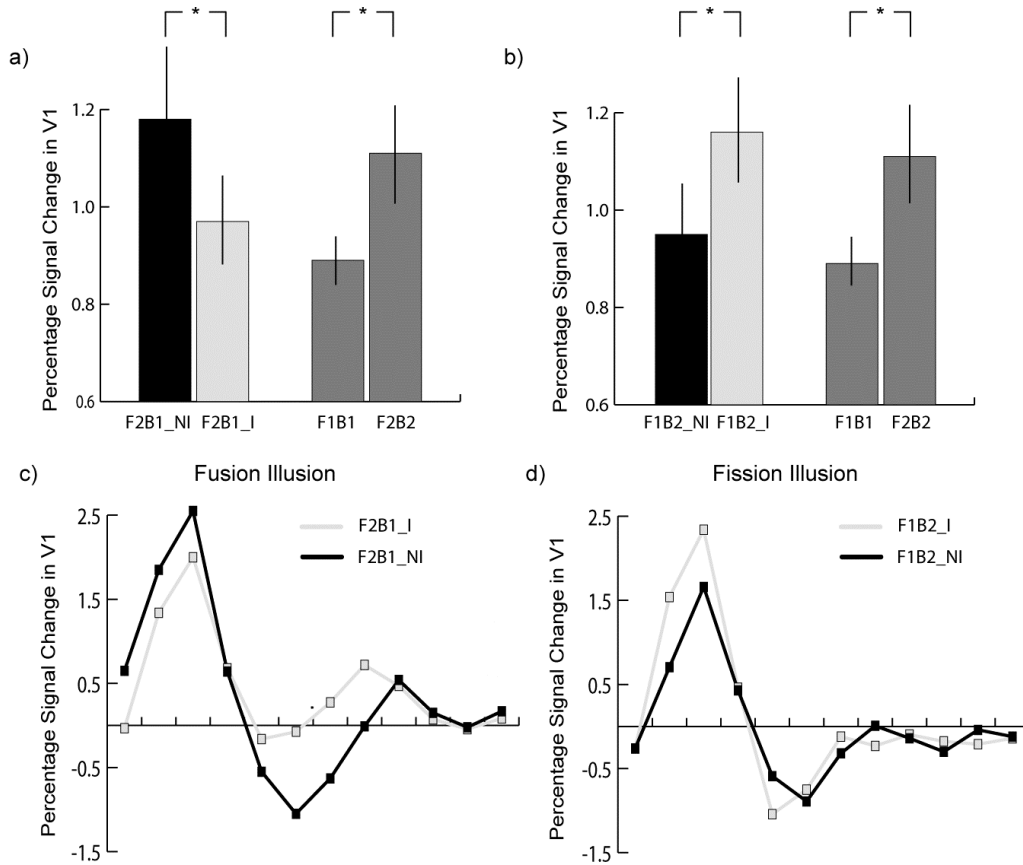 * *
a)
Percentage Signal Change in V1
1.2
1.0
0.8
0.6
F2B1_NI F2B1_I F1B1 F2B2
* *
b)
Percentage Signal Change in V1
1.2
1.0
0.8
0.6
F1B2_NI F1B2_I F1B1 F2B2
c)
Fusion Illusion
Percentage Signal Change in V1
2.5
1.5
0.5
-0.5
-1.5
F2B1_I
F2B1_NI
d)
Fission Illusion
Percentage Signal Change in V1
2.5
1.5
0.5
-0.5
-1.5
F1B2_I
F1B2_NI